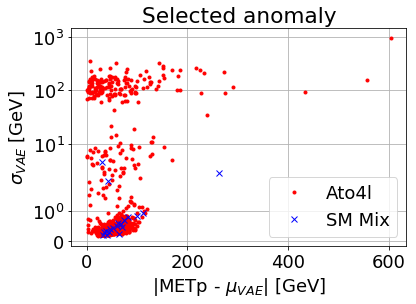 Selected anomaly
σ_VAE [GeV]
10³
10²
10¹
10⁰
0
Ato4l
SM Mix
0 200 400 600
|METp - μ_VAE| [GeV]